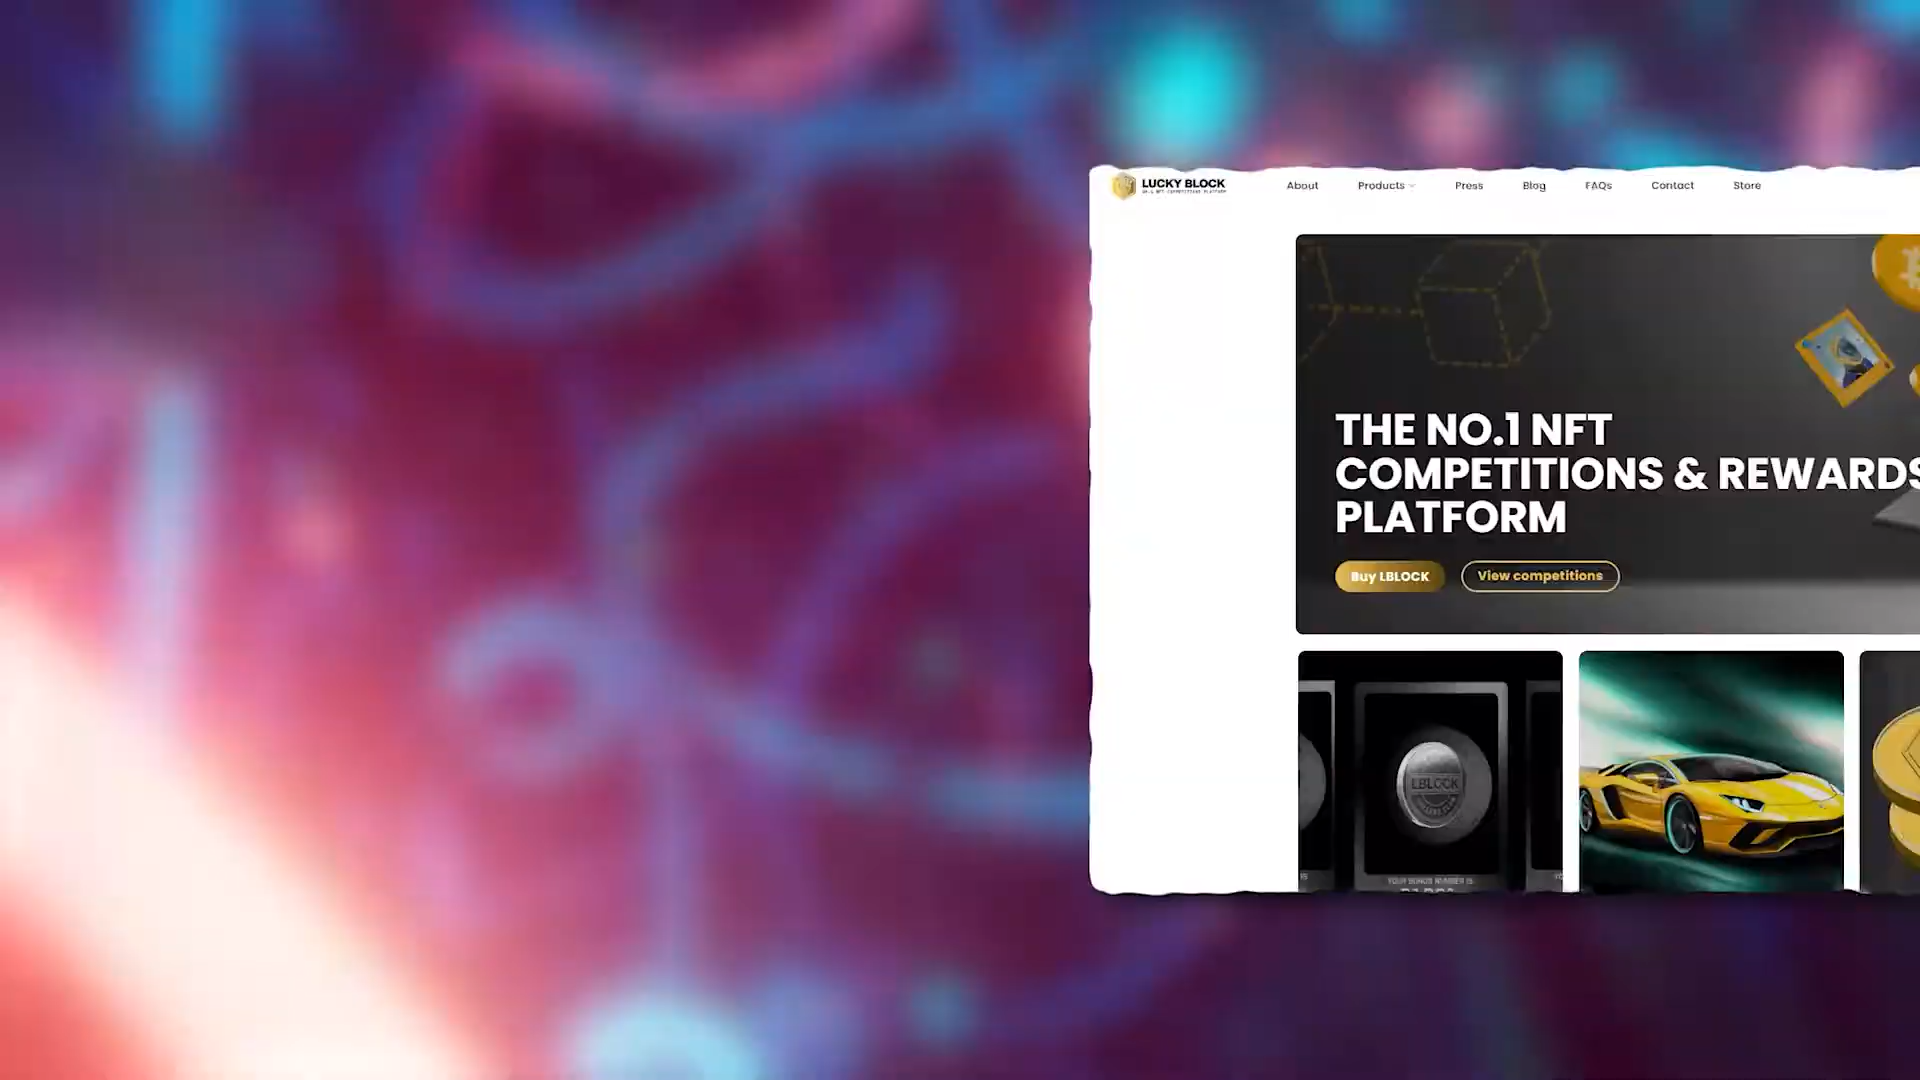 LUCKY BLOCK
About
Products
Press
Blog
FAQs
Contact
Store
THE NO.1 NFT
COMPETITIONS & REWARDS
PLATFORM
Buy LBLOCK
View competitions
LBLOCK
YOUR BONUS NUMBER IS